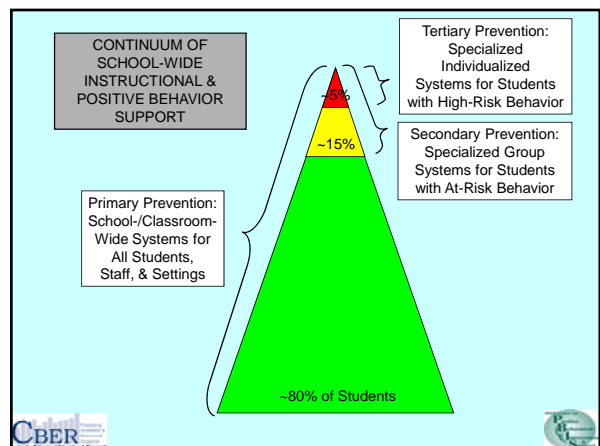 CONTINUUM OF
SCHOOL-WIDE
INSTRUCTIONAL &
POSITIVE BEHAVIOR
SUPPORT
Tertiary Prevention:
Specialized
Individualized
Systems for Students
with High-Risk Behavior
~5%
Secondary Prevention:
Specialized Group
Systems for Students
with At-Risk Behavior
~15%
Primary Prevention:
School-/Classroom-
Wide Systems for
All Students,
Staff, & Settings
~80% of Students
CBER